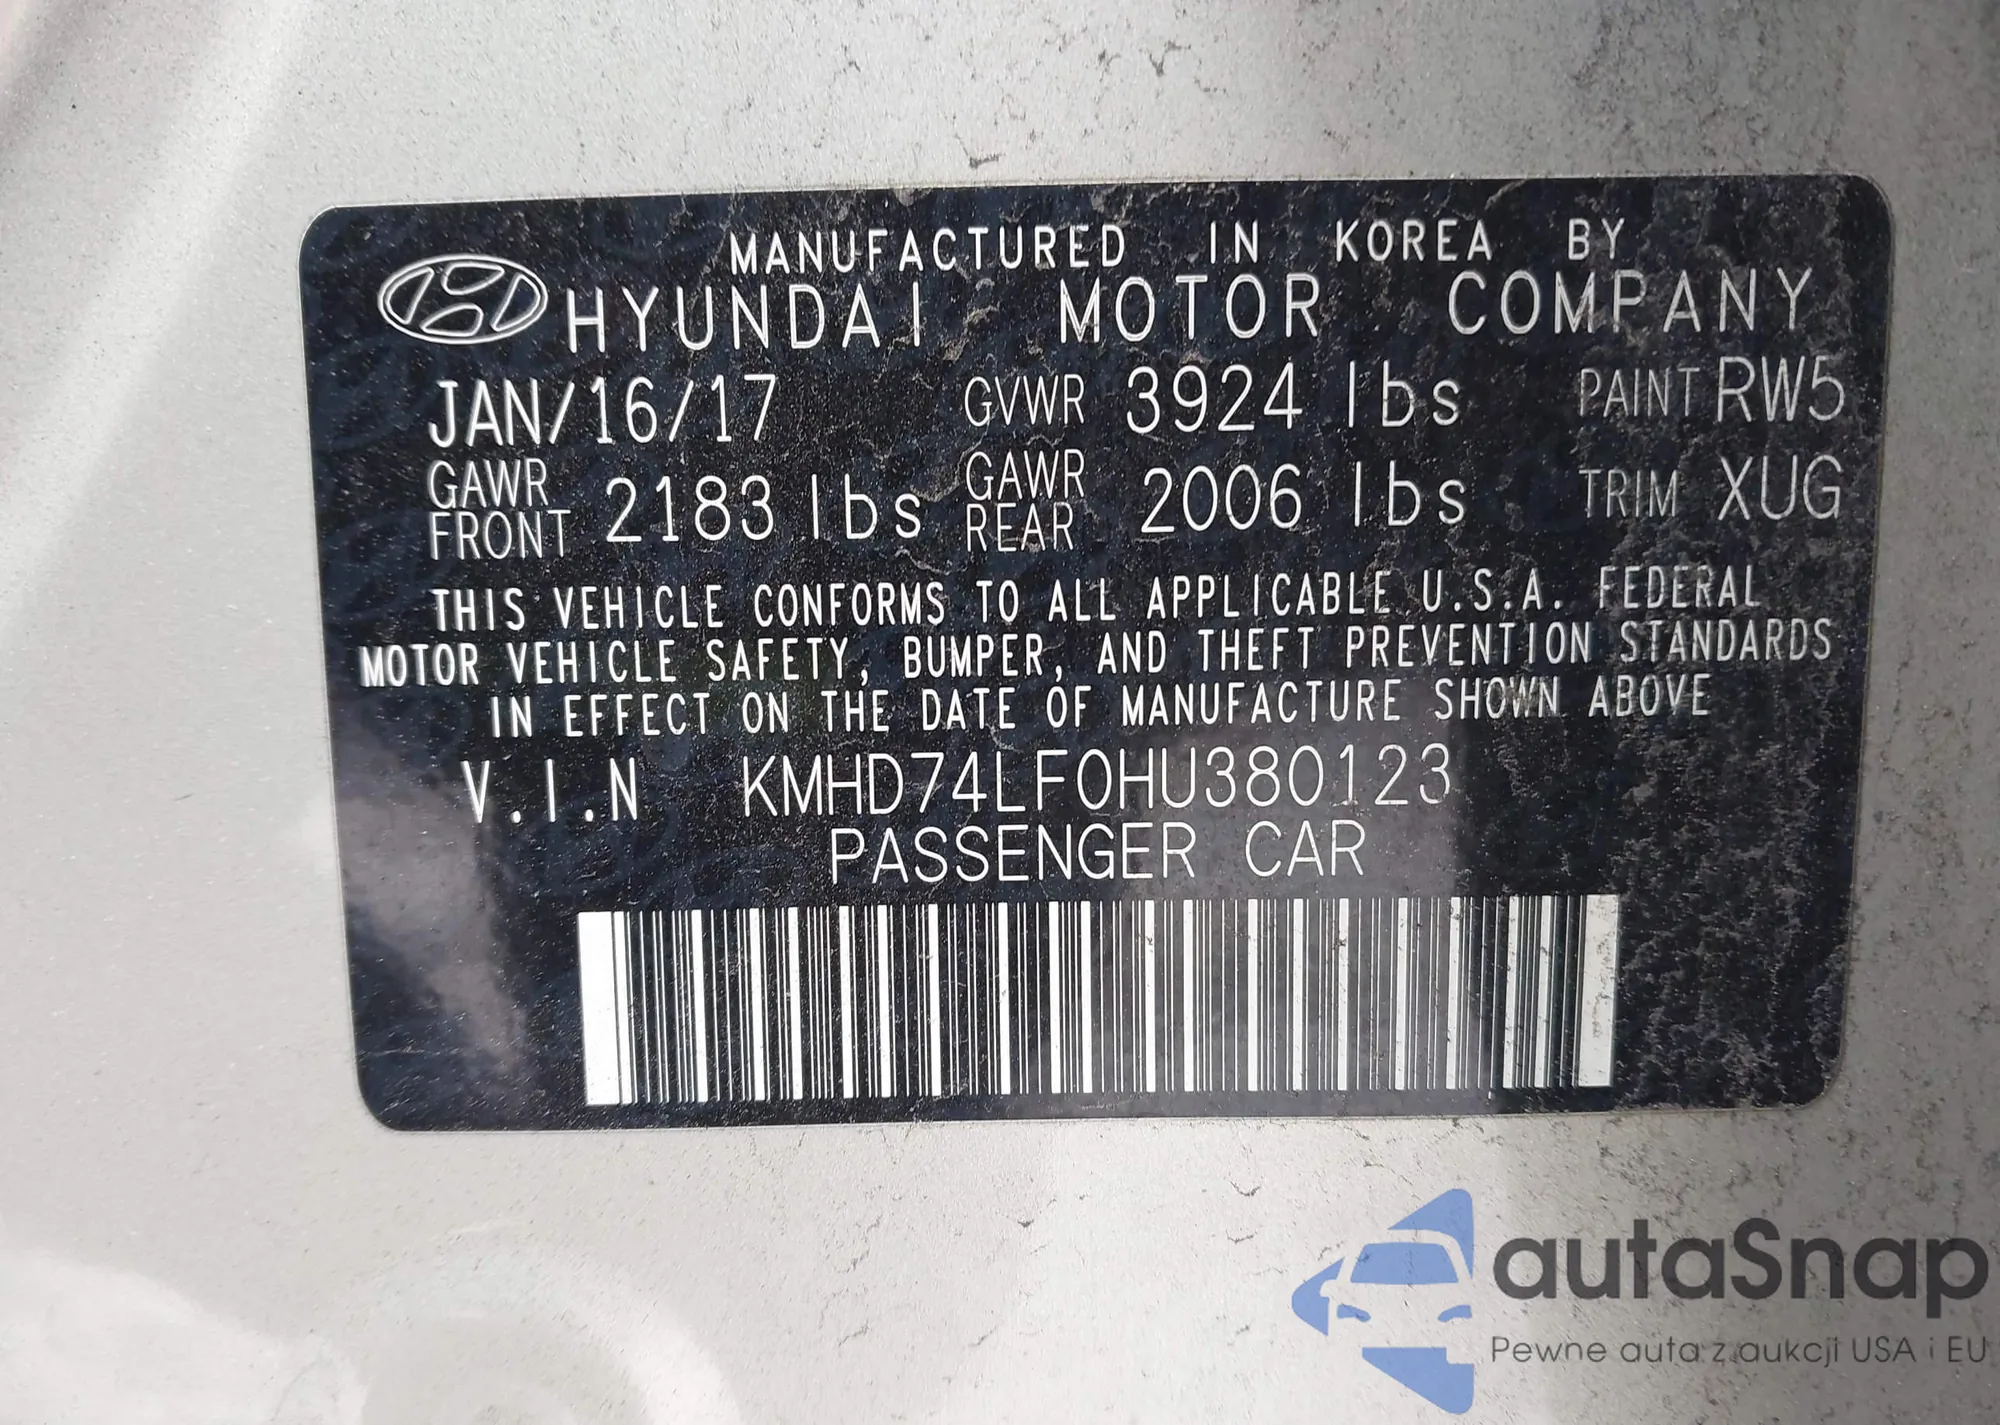 MANUFACTURED IN KOREA BY
HYUNDAI MOTOR COMPANY
JAN/16/17 GVWR 3924 lbs PAINT RW5
GAWR FRONT 2183 lbs GAWR REAR 2006 lbs TRIM XUG
THIS VEHICLE CONFORMS TO ALL APPLICABLE U.S.A. FEDERAL
MOTOR VEHICLE SAFETY, BUMPER, AND THEFT PREVENTION STANDARDS
IN EFFECT ON THE DATE OF MANUFACTURE SHOWN ABOVE
V.I.N KMHD74LF0HU380123
PASSENGER CAR
autaSnap
Pewne auta z aukcji USA i EU